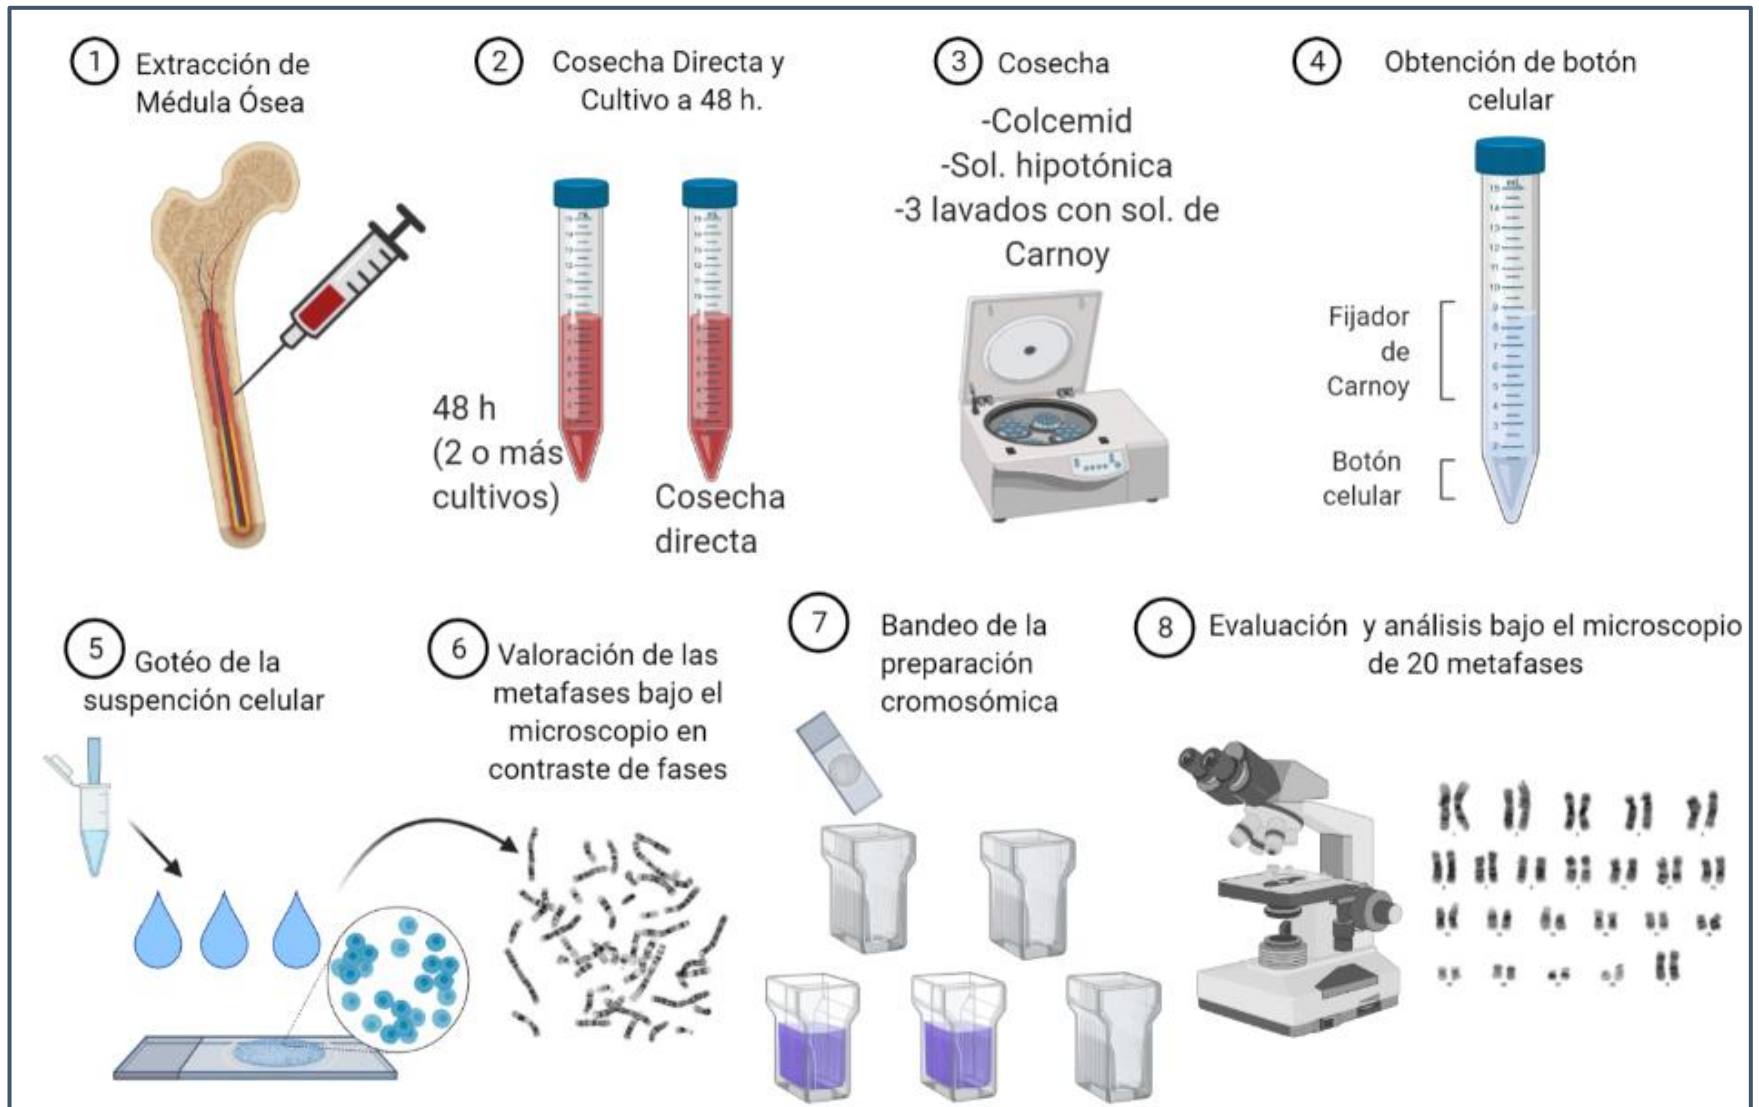 1 Extracción de
Médula Ósea
2 Cosecha Directa y
Cultivo a 48 h.
48 h
(2 o más
cultivos)
Cosecha
directa
3 Cosecha
-Colcemid
-Sol. hipotónica
-3 lavados con sol. de
Carnoy
4 Obtención de botón
celular
Fijador
de
Carnoy
Botón
celular
5 Gotéo de la
suspención celular
6 Valoración de las
metafases bajo el
microscopio en
contraste de fases
7 Bandeo de la
preparación
cromosómica
8 Evaluación y análisis bajo el microscopio
de 20 metafases